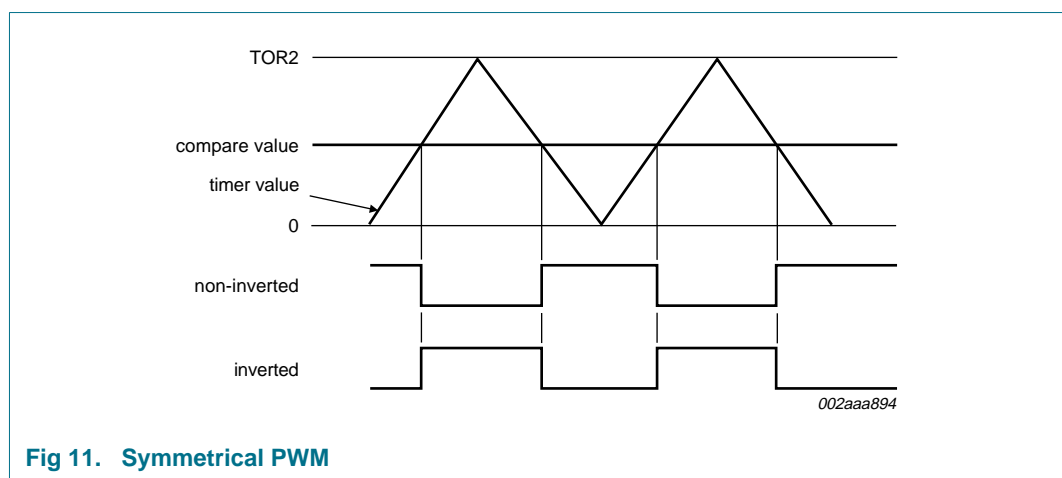 TOR2
compare value
timer value
0
non-inverted
inverted
002aaa894
Fig 11. Symmetrical PWM